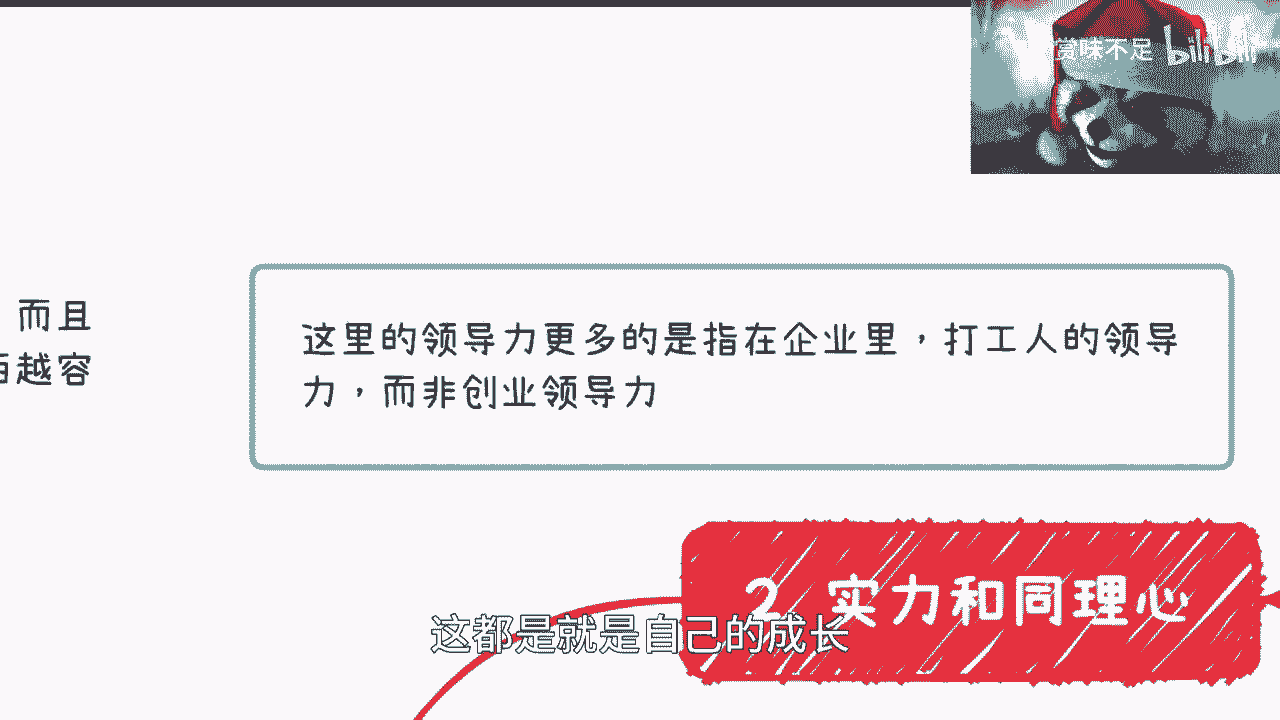 赏味不足 bilibili
而且
越容
这里的领导力更多的是指在企业里，打工人的领导
力，而非创业领导力
2 实力和同理心
这都是就是自己的成长